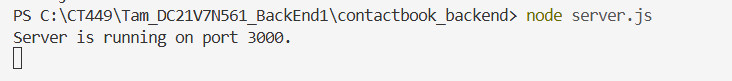 PS C:\CT449\Tam_DC21V7N561_BackEnd1\contactbook_backend> node server.js
Server is running on port 3000.